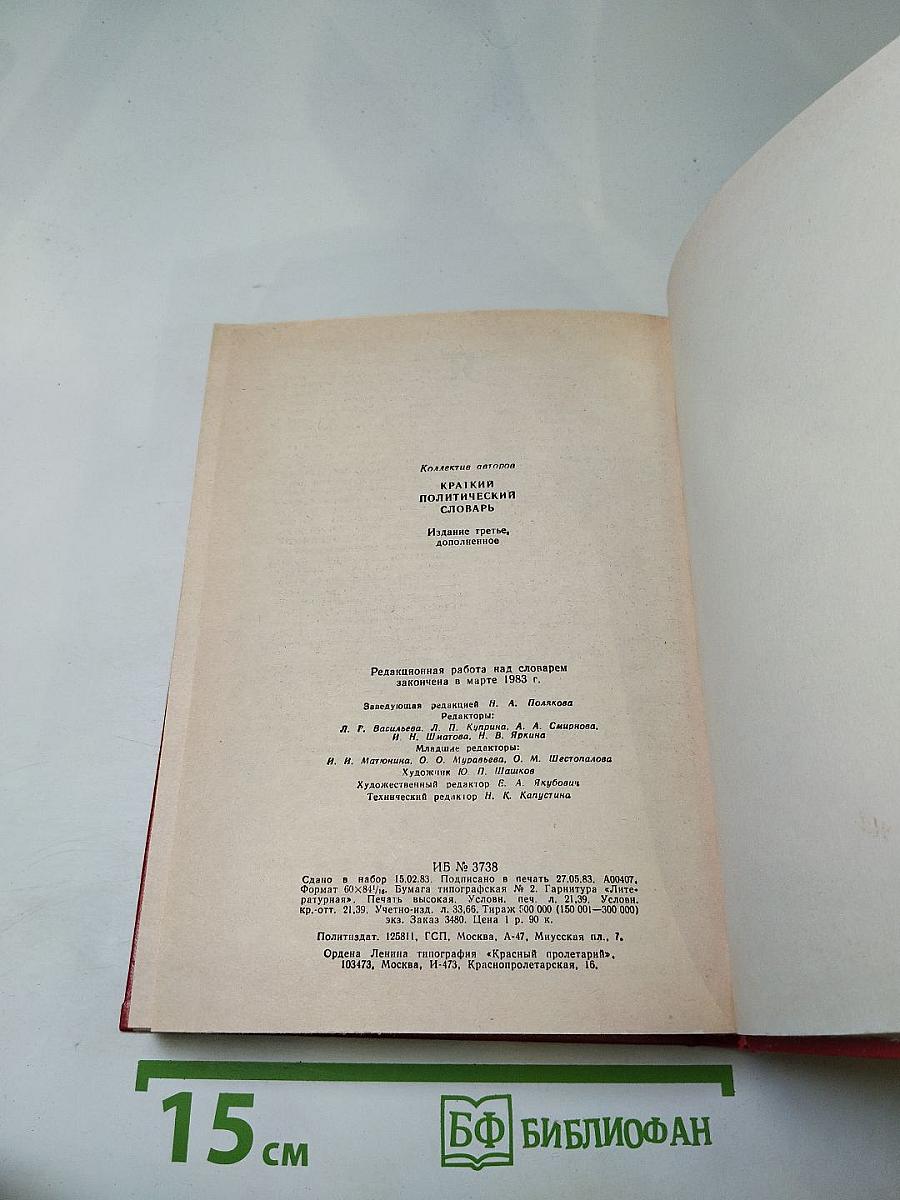 Коллектив авторов
КРАТКИЙ
ПОЛИТИЧЕСКИЙ
СЛОВАРЬ
Издание третье,
дополненное
Редакционная работа над словарем
закончена в марте 1983 г.
Заведующая редакцией Н. А. Полякова
Редакторы:
Л. Г. Васильева, Л. П. Куприна, А. А. Смирнова,
И. Н. Шматова, Н. В. Яркина
Младшие редакторы:
И. И. Матюнина, О. О. Муравьева, О. М. Шестопалова
Художник Ю. П. Шашков
Художественный редактор Е. А. Якубович
Технический редактор Н. К. Капустина
ИБ № 3738
Сдано в набор 15.02.83. Подписано в печать 27.05.83. А00407.
Формат 60×84¹/₁₆. Бумага типографская № 2. Гарнитура «Лите-
ратурная». Печать высокая. Условн. печ. л. 21,39. Условн.
кр.-отт. 21,39. Учетно-изд. л. 33,66. Тираж 500 000 (150 001—300 000)
экз. Заказ 3480. Цена 1 р. 90 к.
Политиздат. 125811, ГСП, Москва, А-47, Миусская пл., 7.
Ордена Ленина типография «Красный пролетарий».
103473, Москва, И-473, Краснопролетарская, 16.
15 см
БФ БИБЛИОФАН